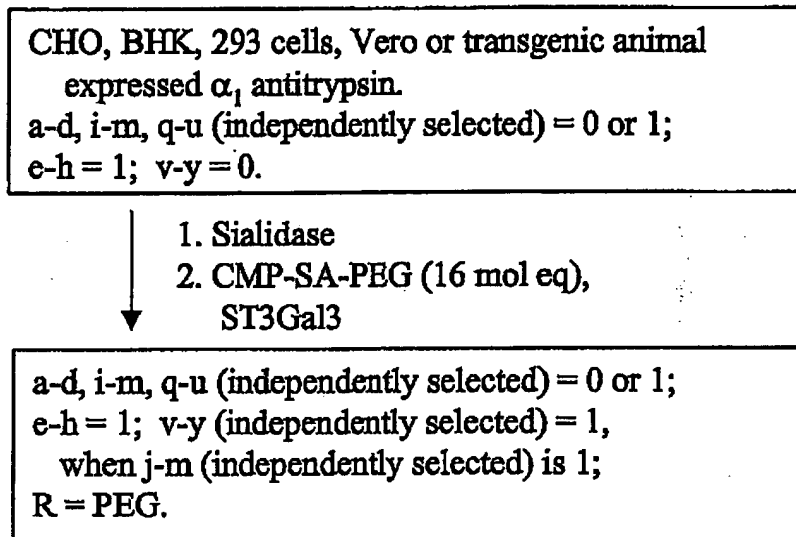 CHO, BHK, 293 cells, Vero or transgenic animal
expressed α₁ antitrypsin.
a-d, i-m, q-u (independently selected) = 0 or 1;
e-h = 1; v-y = 0.
1. Sialidase
2. CMP-SA-PEG (16 mol eq),
ST3Gal3
a-d, i-m, q-u (independently selected) = 0 or 1;
e-h = 1; v-y (independently selected) = 1,
when j-m (independently selected) is 1;
R = PEG.